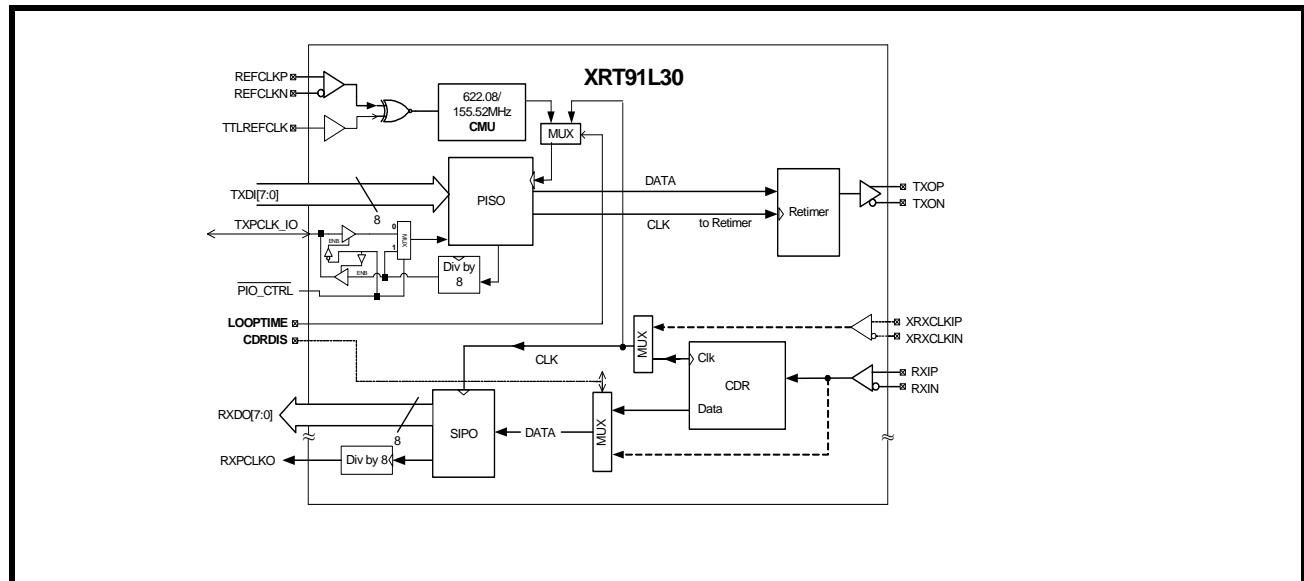 XRT91L30
REFCLKP
REFCLKN
TTLREFCLK
622.08/
155.52MHz
CMU
MUX
TXDI[7:0]
8
PISO
DATA
CLK
to Retimer
Retimer
TXOP
TXON
TXPCLK_IO
ENB
0
1
MUX
ENB
Div by
8
PIO_CTRL
LOOPTIME
CDRDIS
MUX
XRXCLKIP
XRXCLKIN
CLK
Clk
CDR
Data
RXIP
RXIN
RXDO[7:0]
8
SIPO
DATA
MUX
RXPCLKO
Div by 8